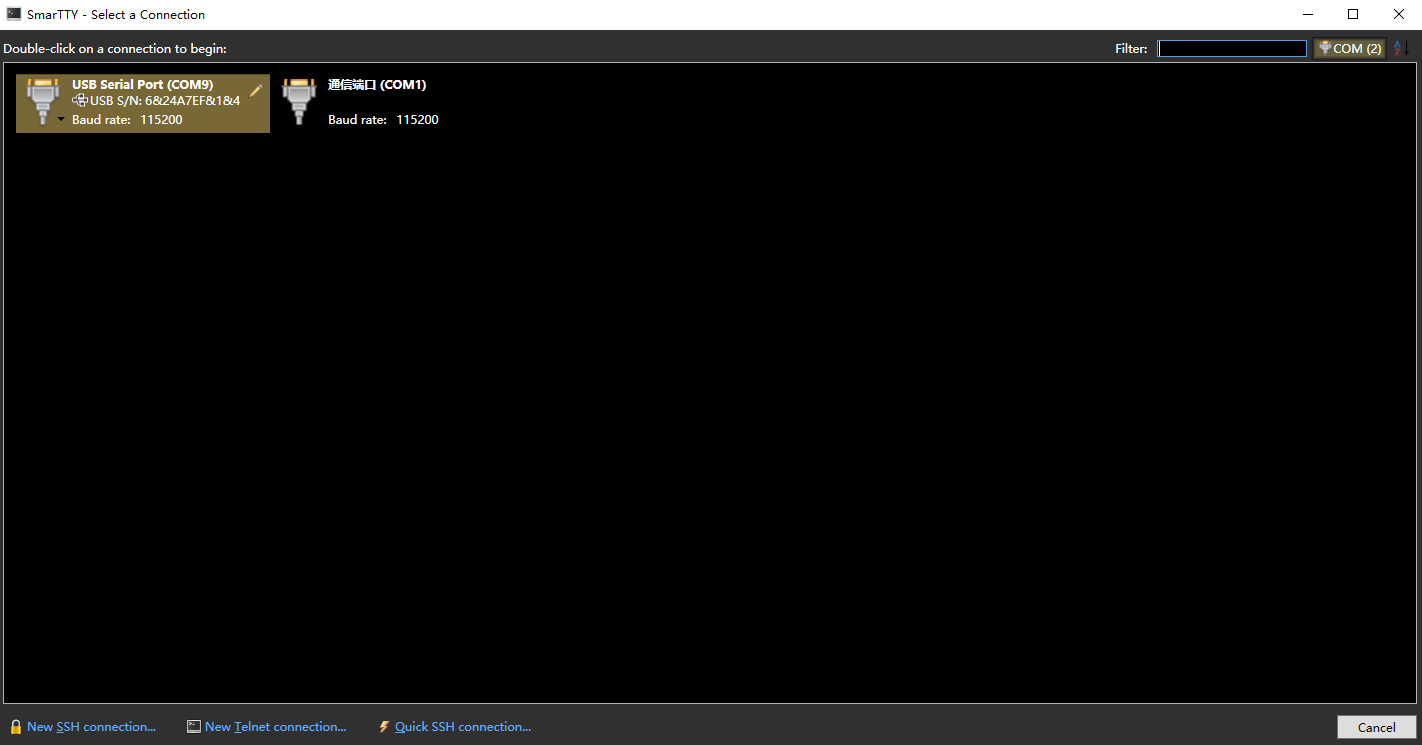 SmarTTY - Select a Connection
Double-click on a connection to begin:
Filter:
COM (2)
USB Serial Port (COM9)
USB S/N: 6&24A7EF&1&4
Baud rate: 115200
通信端口 (COM1)
Baud rate: 115200
New SSH connection...
New Telnet connection...
Quick SSH connection...
Cancel